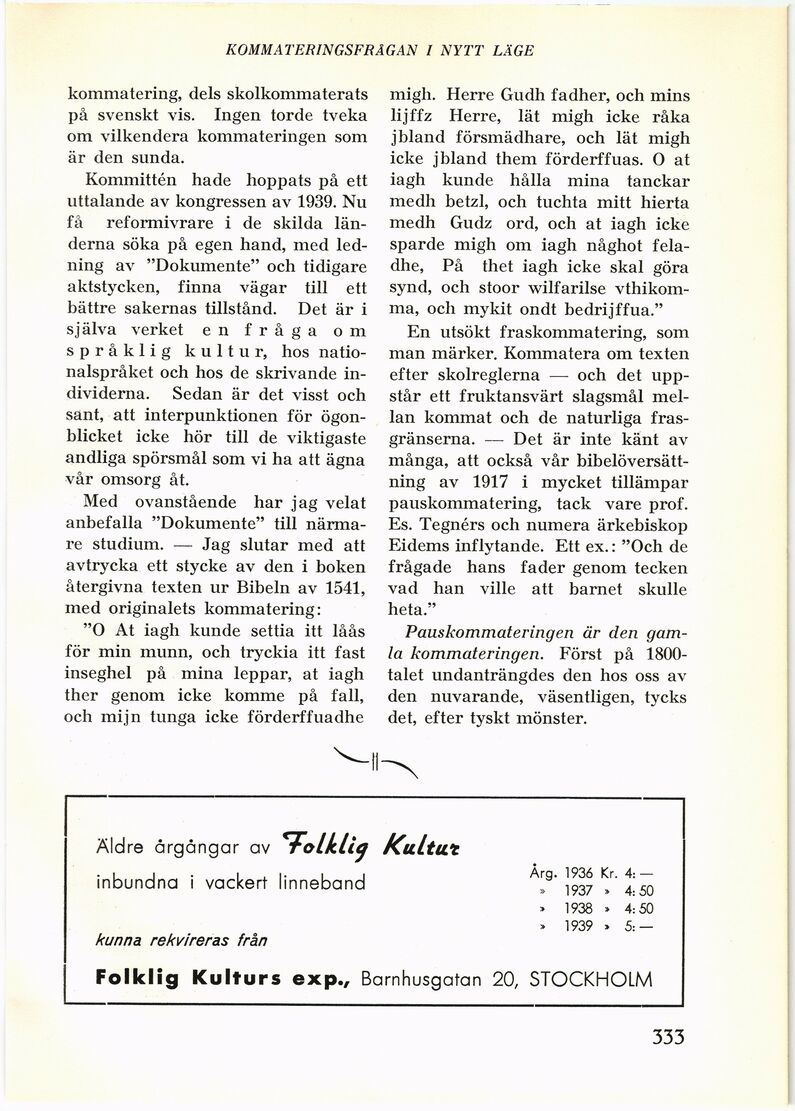 KOMMATERINGSFRÅGAN I NYTT LÄGE
kommatering, dels skolkommaterats
på svenskt vis. Ingen torde tveka
om vilkendera kommateringen som
är den sunda.
Kommittén hade hoppats på ett
uttalande av kongressen av 1939. Nu
få reformivrare i de skilda län-
derna söka på egen hand, med led-
ning av ”Dokumente” och tidigare
aktstycken, finna vägar till ett
bättre sakernas tillstånd. Det är i
själva verket e n f r å g a o m
s p r å k l i g k u l t u r, hos natio-
nalspråket och hos de skrivande in-
dividerna. Sedan är det visst och
sant, att interpunktionen för ögon-
blicket icke hör till de viktigaste
andliga spörsmål som vi ha att ägna
vår omsorg åt.
Med ovanstående har jag velat
anbefalla ”Dokumente” till närma-
re studium. — Jag slutar med att
avtrycka ett stycke av den i boken
återgivna texten ur Bibeln av 1541,
med originalets kommatering:
”O At iagh kunde settia itt låås
för min munn, och tryckia itt fast
inseghel på mina leppar, at iagh
ther genom icke komme på fall,
och mijn tunga icke förderffuadhe
migh. Herre Gudh fadher, och mins
lijffz Herre, lät migh icke råka
jbland försmädhare, och lät migh
icke jbland them förderffuas. O at
iagh kunde hålla mina tanckar
medh betzl, och tuchta mitt hierta
medh Gudz ord, och at iagh icke
sparde migh om iagh någhot fela-
dhe, På thet iagh icke skal göra
synd, och stoor wilfarilse vthikom-
ma, och mykit ondt bedrijffua.”
En utsökt fraskommatering, som
man märker. Kommatera om texten
efter skolreglerna — och det upp-
står ett fruktansvärt slagsmål mel-
lan kommat och de naturliga fras-
gränserna. — Det är inte känt av
många, att också vår bibelöversätt-
ning av 1917 i mycket tillämpar
pauskommatering, tack vare prof.
Es. Tegnérs och numera ärkebiskop
Eidems inflytande. Ett ex.: ”Och de
frågade hans fader genom tecken
vad han ville att barnet skulle
heta.”
Pauskommateringen är den gam-
la kommateringen. Först på 1800-
talet undanträngdes den hos oss av
den nuvarande, väsentligen, tycks
det, efter tyskt mönster.
Äldre årgångar av Folklig Kultur
inbundna i vackert linneband
Årg. 1936 Kr. 4: —
» 1937 » 4: 50
» 1938 » 4: 50
» 1939 » 5: —
kunna rekvireras från
Folklig Kulturs exp., Barnhusgatan 20, STOCKHOLM
333